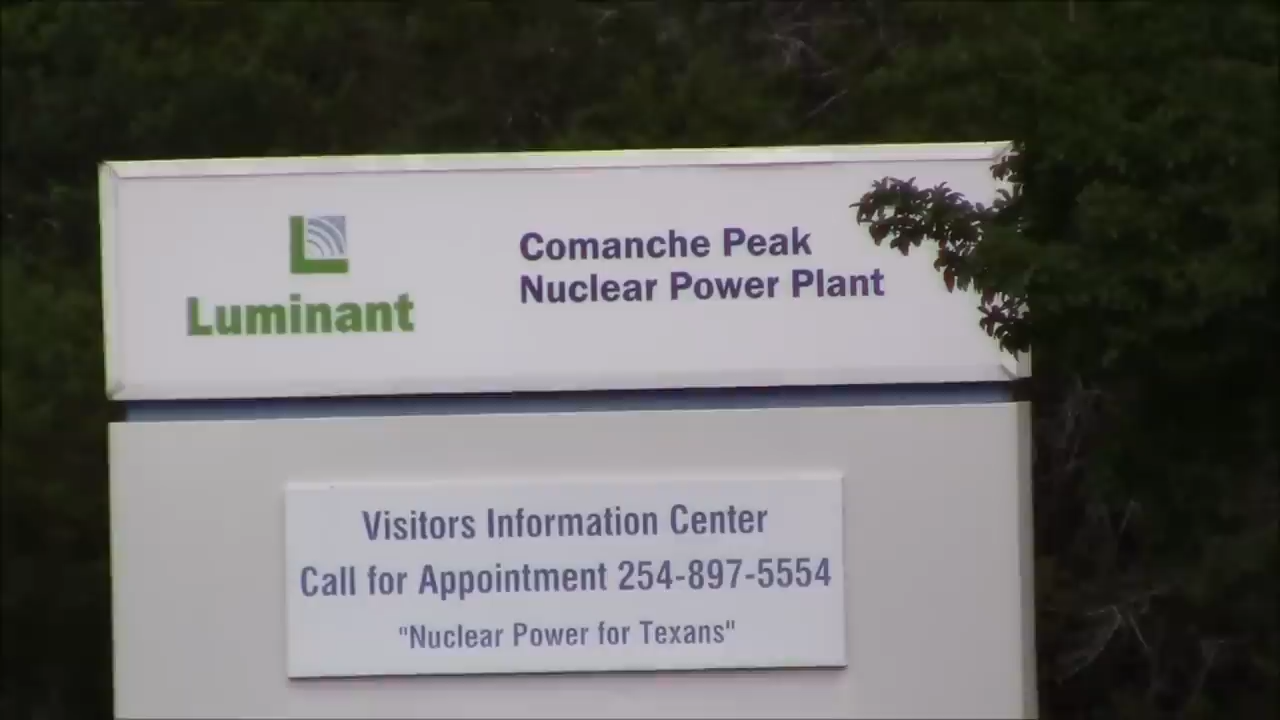 Luminant
Comanche Peak
Nuclear Power Plant
Visitors Information Center
Call for Appointment 254-897-5554
"Nuclear Power for Texans"